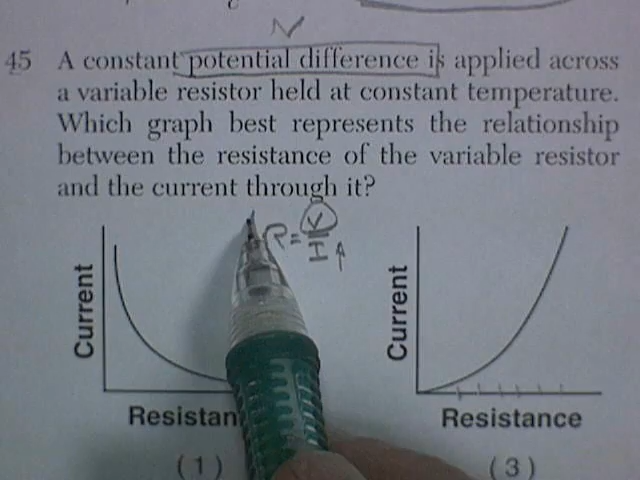 45 A constant potential difference is applied across
a variable resistor held at constant temperature.
Which graph best represents the relationship
between the resistance of the variable resistor
and the current through it?
V
R = V
I ↑
Current
Resistan
(1)
Current
Resistance
(3)